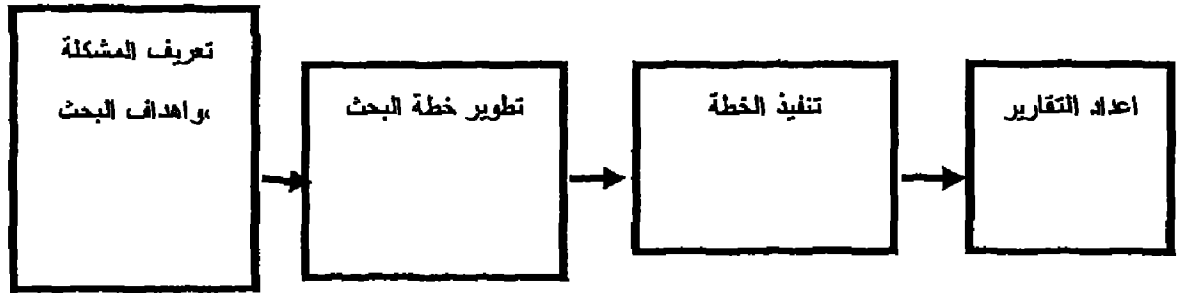 تعريف المشكلة
،واهداف البحث
تطوير خطة البحث
تنفيذ الخطة
اعداد التقارير